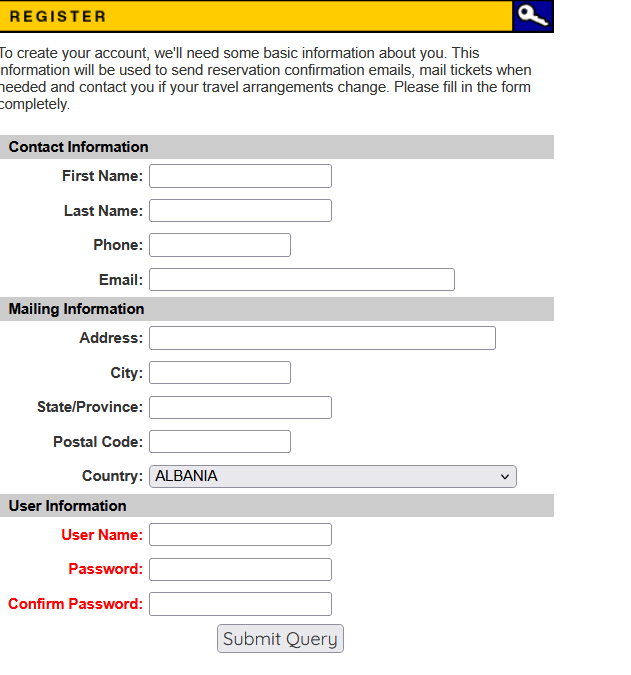 REGISTER
To create your account, we'll need some basic information about you. This
information will be used to send reservation confirmation emails, mail tickets when
needed and contact you if your travel arrangements change. Please fill in the form
completely.
Contact Information
First Name:
Last Name:
Phone:
Email:
Mailing Information
Address:
City:
State/Province:
Postal Code:
Country: ALBANIA
User Information
User Name:
Password:
Confirm Password:
Submit Query